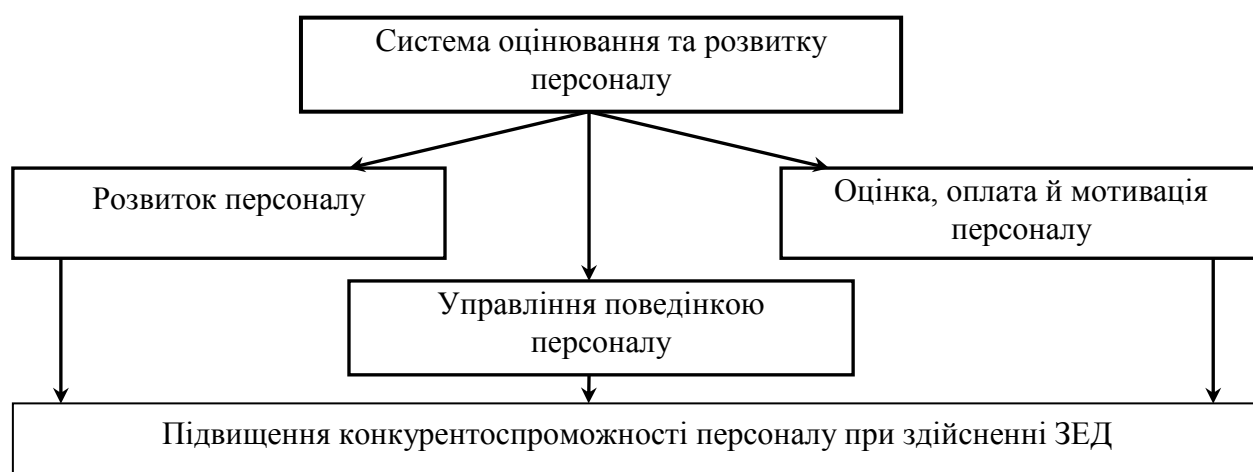 Система оцінювання та розвитку
персоналу
Розвиток персоналу
Оцінка, оплата й мотивація
персоналу
Управління поведінкою
персоналу
Підвищення конкурентоспроможності персоналу при здійсненні ЗЕД